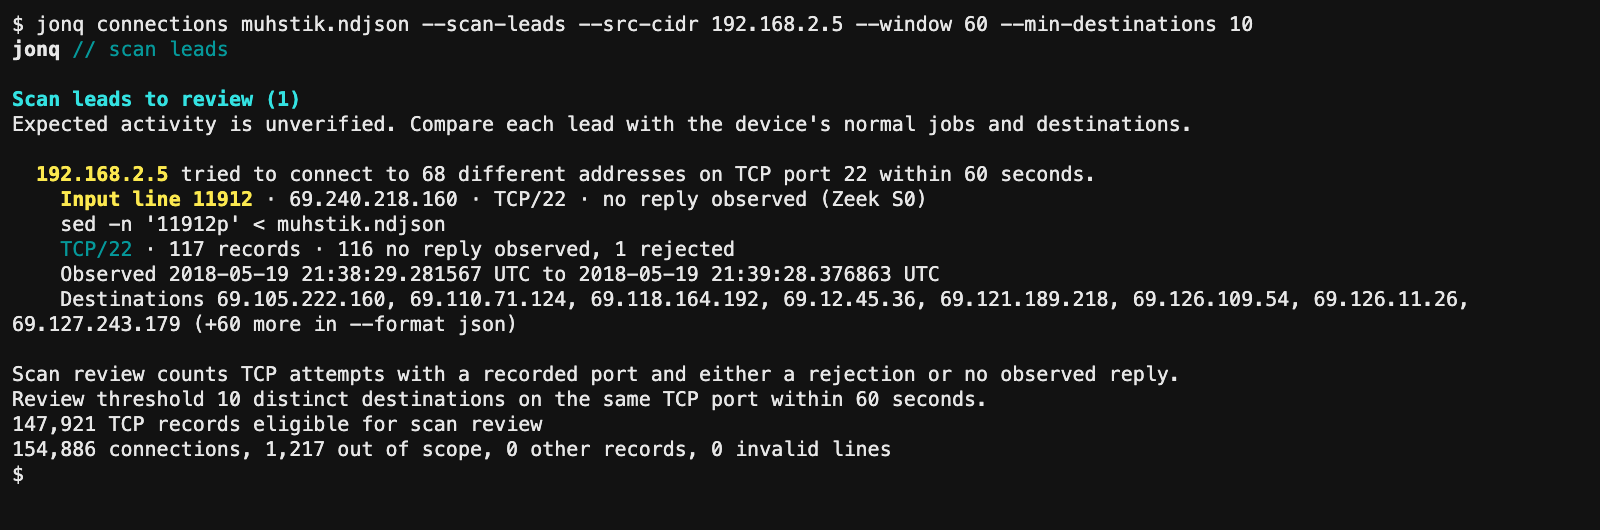 $ jonq connections muhstik.ndjson --scan-leads --src-cidr 192.168.2.5 --window 60 --min-destinations 10
jonq // scan leads
Scan leads to review (1)
Expected activity is unverified. Compare each lead with the device's normal jobs and destinations.
192.168.2.5 tried to connect to 68 different addresses on TCP port 22 within 60 seconds.
Input line 11912 · 69.240.218.160 · TCP/22 · no reply observed (Zeek S0)
sed -n '11912p' < muhstik.ndjson
TCP/22 · 117 records · 116 no reply observed, 1 rejected
Observed 2018-05-19 21:38:29.281567 UTC to 2018-05-19 21:39:28.376863 UTC
Destinations 69.105.222.160, 69.110.71.124, 69.118.164.192, 69.12.45.36, 69.121.189.218, 69.126.109.54, 69.126.11.26,
69.127.243.179 (+60 more in --format json)
Scan review counts TCP attempts with a recorded port and either a rejection or no observed reply.
Review threshold 10 distinct destinations on the same TCP port within 60 seconds.
147,921 TCP records eligible for scan review
154,886 connections, 1,217 out of scope, 0 other records, 0 invalid lines
$